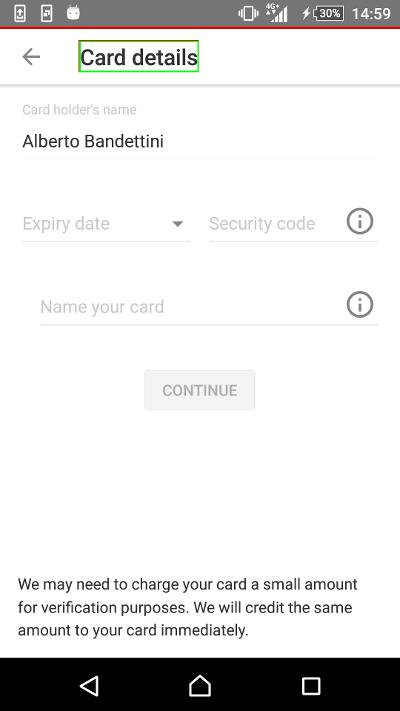 4G
30%
14:59
Card details
Card holder's name
Alberto Bandettini
Expiry date
Security code
Name your card
CONTINUE
We may need to charge your card a small amount
for verification purposes. We will credit the same
amount to your card immediately.